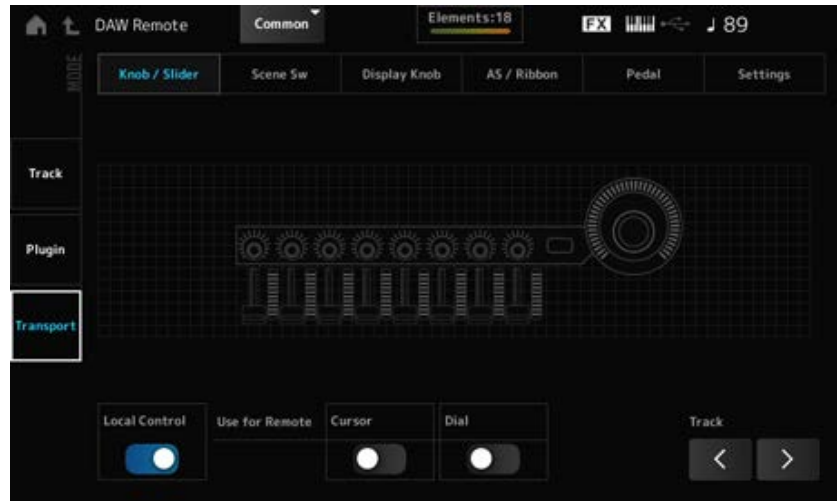 DAW Remote
Common
Elements:18
FX
♩ 89
MODE
Knob / Slider
Scene Sw
Display Knob
AS / Ribbon
Pedal
Settings
Track
Plugin
Transport
Local Control
Use for Remote
Cursor
Dial
Track